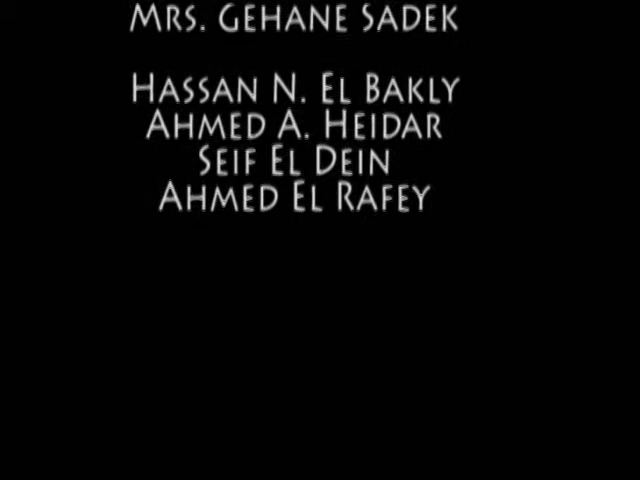 Mrs. Gehane Sadek
Hassan N. El Bakly
Ahmed A. Heidar
Seif El Dein
Ahmed El Rafey